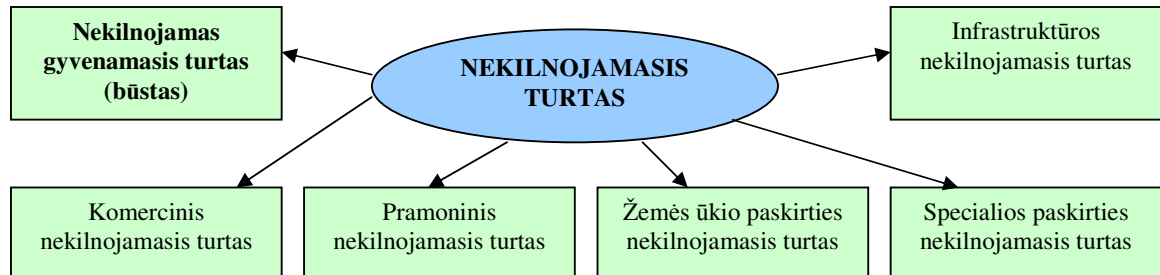 Nekilnojamas
gyvenamasis turtas
(būstas)
NEKILNOJAMASIS
TURTAS
Infrastruktūros
nekilnojamasis turtas
Komercinis
nekilnojamasis turtas
Pramoninis
nekilnojamasis turtas
Žemės ūkio paskirties
nekilnojamasis turtas
Specialios paskirties
nekilnojamasis turtas